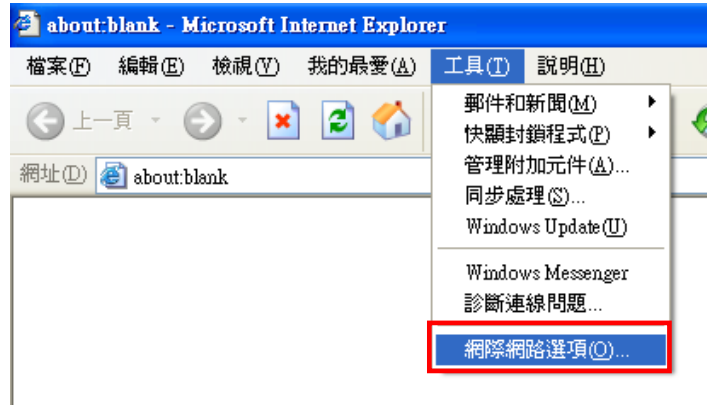 about:blank - Microsoft Internet Explorer
檔案(F) 編輯(E) 檢視(V) 我的最愛(A) 工具(T) 說明(H)
上一頁
網址(D) about:blank
郵件和新聞(M)
快顯封鎖程式(P)
管理附加元件(A)...
同步處理(S)...
Windows Update(U)
Windows Messenger
診斷連線問題...
網際網路選項(O)...